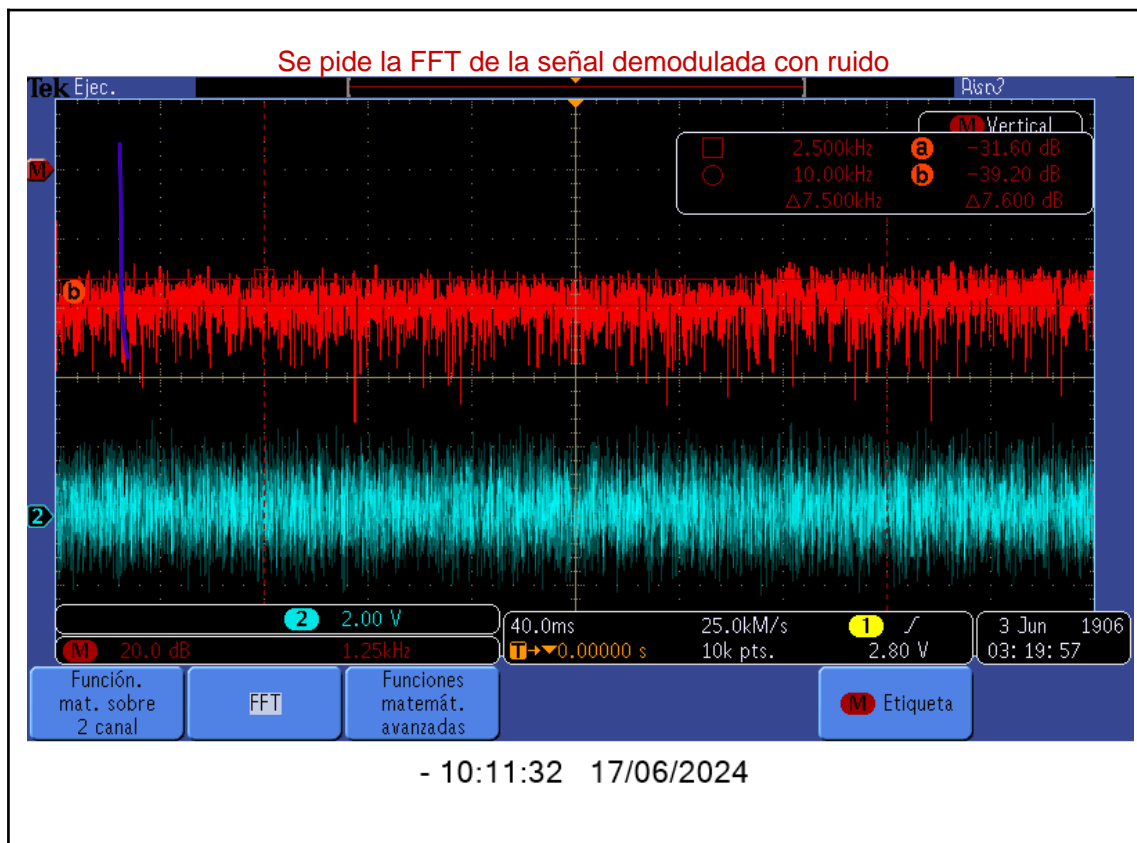 Se pide la FFT de la señal demodulada con ruido
Tek Ejec.
M Vertical
2.500kHz a -31.60 dB
10.00kHz b -39.20 dB
△7.500kHz △7.600 dB
M
b
2
2 2.00 V
M 20.0 dB 1.25kHz
40.0ms 25.0kM/s 1 /
T→▼0.00000 s 10k pts. 2.80 V
3 Jun 1906
03:19:57
Función.
mat. sobre
2 canal
FFT
Funciones
matemát.
avanzadas
M Etiqueta
- 10:11:32 17/06/2024